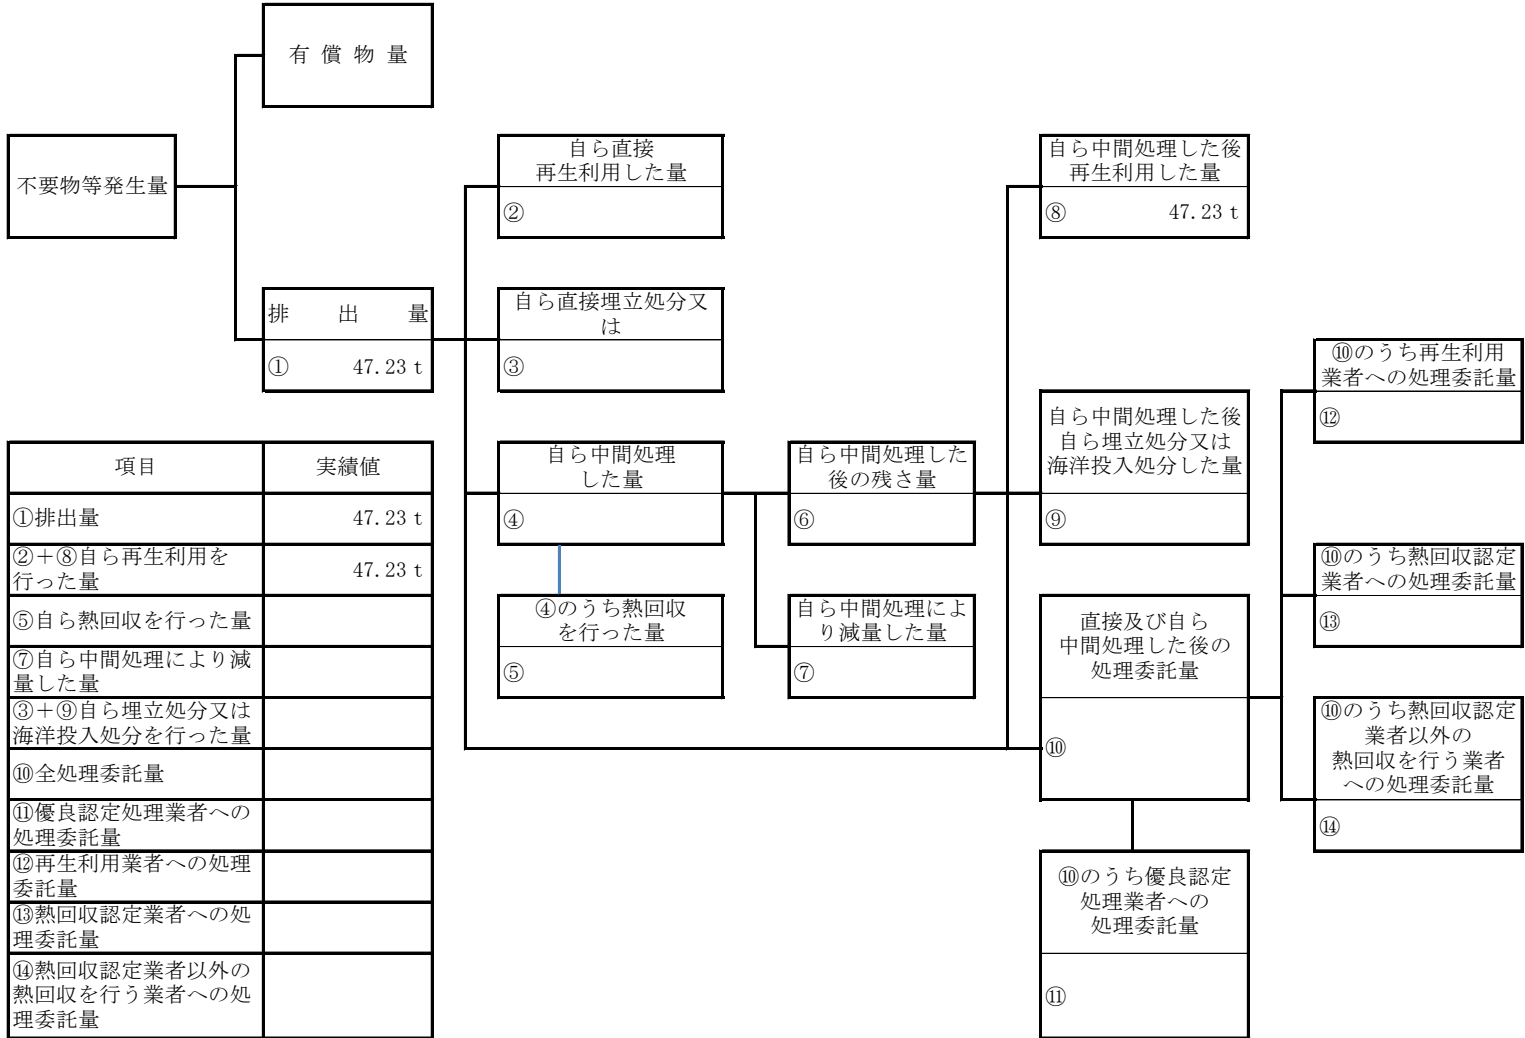 有 償 物 量
不要物等発生量
自ら直接
再生利用した量
②
自ら中間処理した後
再生利用した量
⑧ 47.23 t
排 出 量
① 47.23 t
自ら直接埋立処分又
は
③
⑩のうち再生利用
業者への処理委託量
⑫
自ら中間処理
した量
④
自ら中間処理した
後の残さ量
⑥
自ら中間処理した後
自ら埋立処分又は
海洋投入処分した量
⑨
⑩のうち熱回収認定
業者への処理委託量
⑬
④のうち熱回収
を行った量
⑤
自ら中間処理によ
り減量した量
⑦
直接及び自ら
中間処理した後の
処理委託量
⑩
⑩のうち熱回収認定
業者以外の
熱回収を行う業者
への処理委託量
⑭
⑩のうち優良認定
処理業者への
処理委託量
⑪
項目 実績値
①排出量 47.23 t
②＋⑧自ら再生利用を
行った量 47.23 t
⑤自ら熱回収を行った量
⑦自ら中間処理により減
量した量
③＋⑨自ら埋立処分又は
海洋投入処分を行った量
⑩全処理委託量
⑪優良認定処理業者への
処理委託量
⑫再生利用業者への処理
委託量
⑬熱回収認定業者への処
理委託量
⑭熱回収認定業者以外の
熱回収を行う業者への処
理委託量